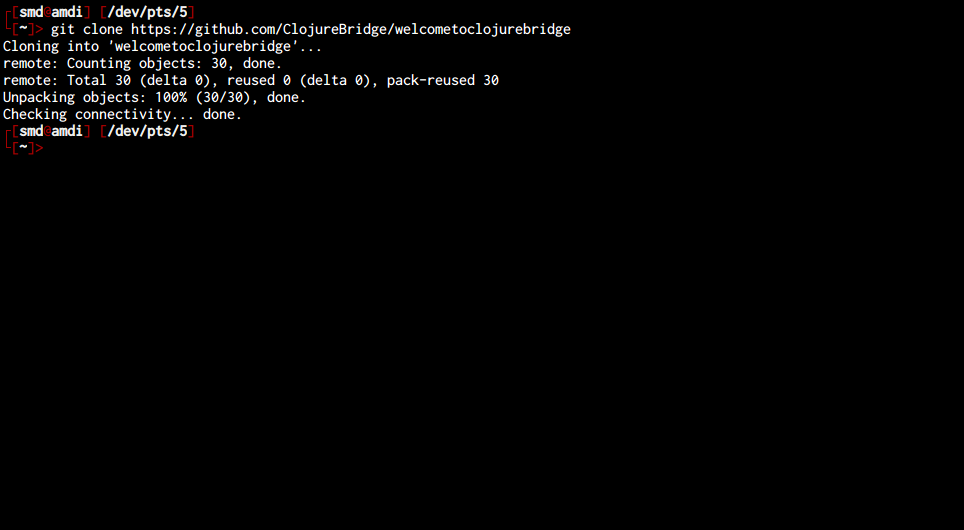 ┌[smd@amdi] [/dev/pts/5]
└[~]> git clone https://github.com/ClojureBridge/welcometoclojurebridge
Cloning into 'welcometoclojurebridge'...
remote: Counting objects: 30, done.
remote: Total 30 (delta 0), reused 0 (delta 0), pack-reused 30
Unpacking objects: 100% (30/30), done.
Checking connectivity... done.
┌[smd@amdi] [/dev/pts/5]
└[~]>